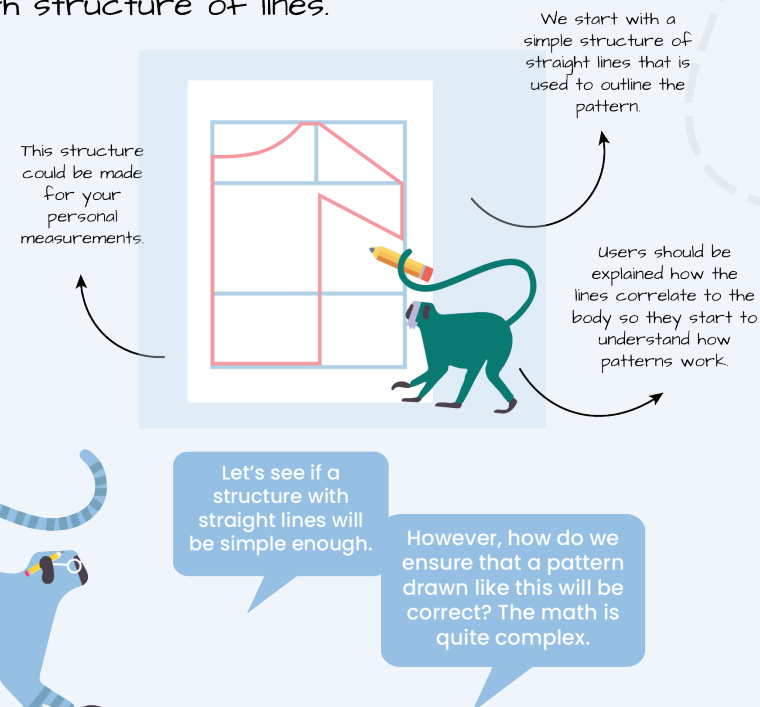 structure of lines.
We start with a
simple structure of
straight lines that is
used to outline the
pattern.
This structure
could be made
for your
personal
measurements.
Users should be
explained how the
lines correlate to the
body so they start to
understand how
patterns work.
Let's see if a
structure with
straight lines will
be simple enough.
However, how do we
ensure that a pattern
drawn like this will be
correct? The math is
quite complex.